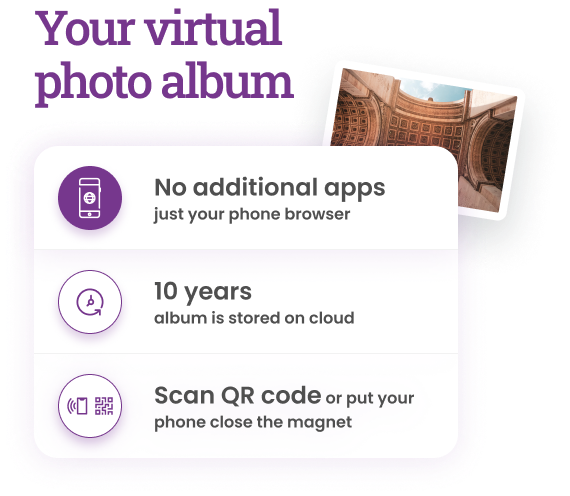 Your virtual
photo album
No additional apps
just your phone browser
10 years
album is stored on cloud
Scan QR code or put your
phone close the magnet